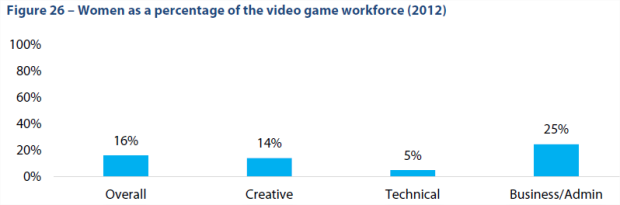 Figure 26 – Women as a percentage of the video game workforce (2012)
100%
80%
60%
40%
20%
0%
16%
14%
5%
25%
Overall
Creative
Technical
Business/Admin